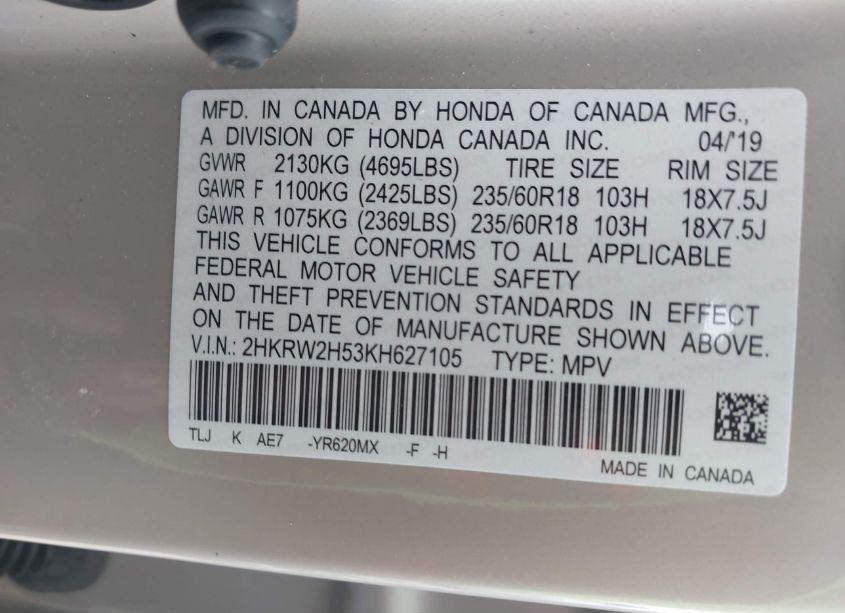 MFD. IN CANADA BY HONDA OF CANADA MFG.,
A DIVISION OF HONDA CANADA INC. 04/'19
GVWR 2130KG (4695LBS) TIRE SIZE RIM SIZE
GAWR F 1100KG (2425LBS) 235/60R18 103H 18X7.5J
GAWR R 1075KG (2369LBS) 235/60R18 103H 18X7.5J
THIS VEHICLE CONFORMS TO ALL APPLICABLE
FEDERAL MOTOR VEHICLE SAFETY
AND THEFT PREVENTION STANDARDS IN EFFECT
ON THE DATE OF MANUFACTURE SHOWN ABOVE.
V.I.N.: 2HKRW2H53KH627105 TYPE: MPV
TLJ K AE7 -YR620MX -F -H
MADE IN CANADA